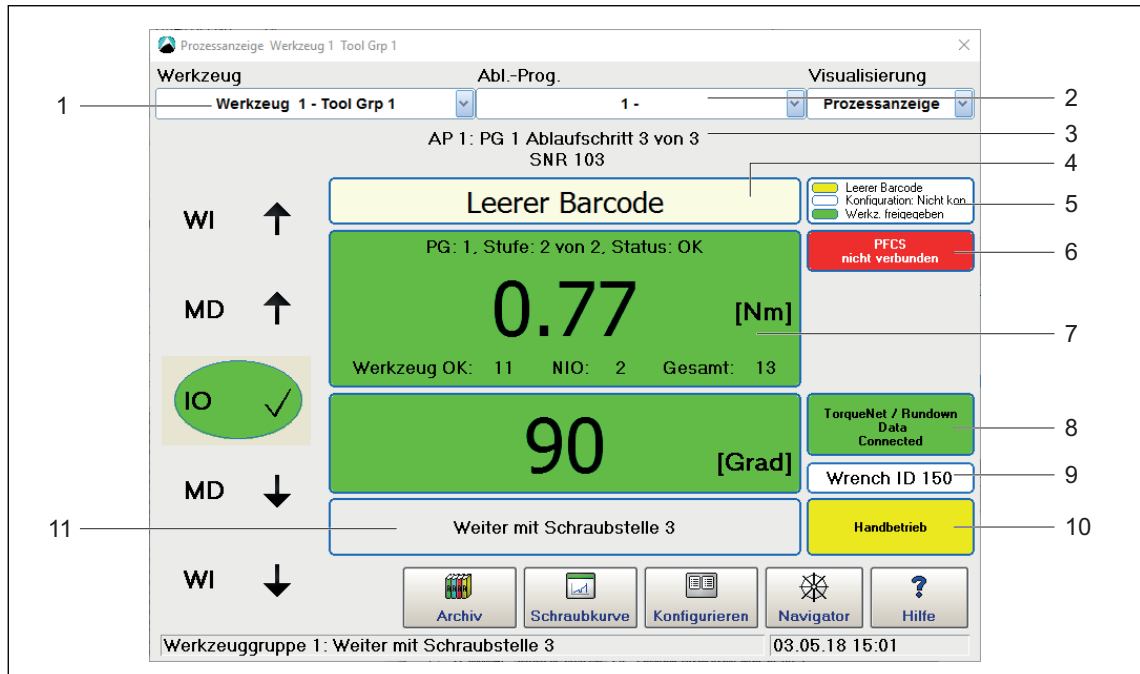 Prozessanzeige Werkzeug 1 Tool Grp 1
Werkzeug Abl.-Prog. Visualisierung
1 Werkzeug 1 - Tool Grp 1 1 - Prozessanzeige 2
AP 1: PG 1 Ablaufschritt 3 von 3 3
SNR 103 4
Leerer Barcode
Leerer Barcode
Konfiguration: Nicht kon 5
Werkz. freigegeben
WI
PG: 1, Stufe: 2 von 2, Status: OK
PFCS
nicht verbunden 6
MD 0.77 [Nm] 7
Werkzeug OK: 11 NIO: 2 Gesamt: 13
IO
90 [Grad]
TorqueNet / Rundown
Data 8
Connected
Wrench ID 150 9
MD
11 Weiter mit Schraubstelle 3 Handbetrieb 10
WI
Archiv Schraubkurve Konfigurieren Navigator Hilfe
Werkzeuggruppe 1: Weiter mit Schraubstelle 3 03.05.18 15:01